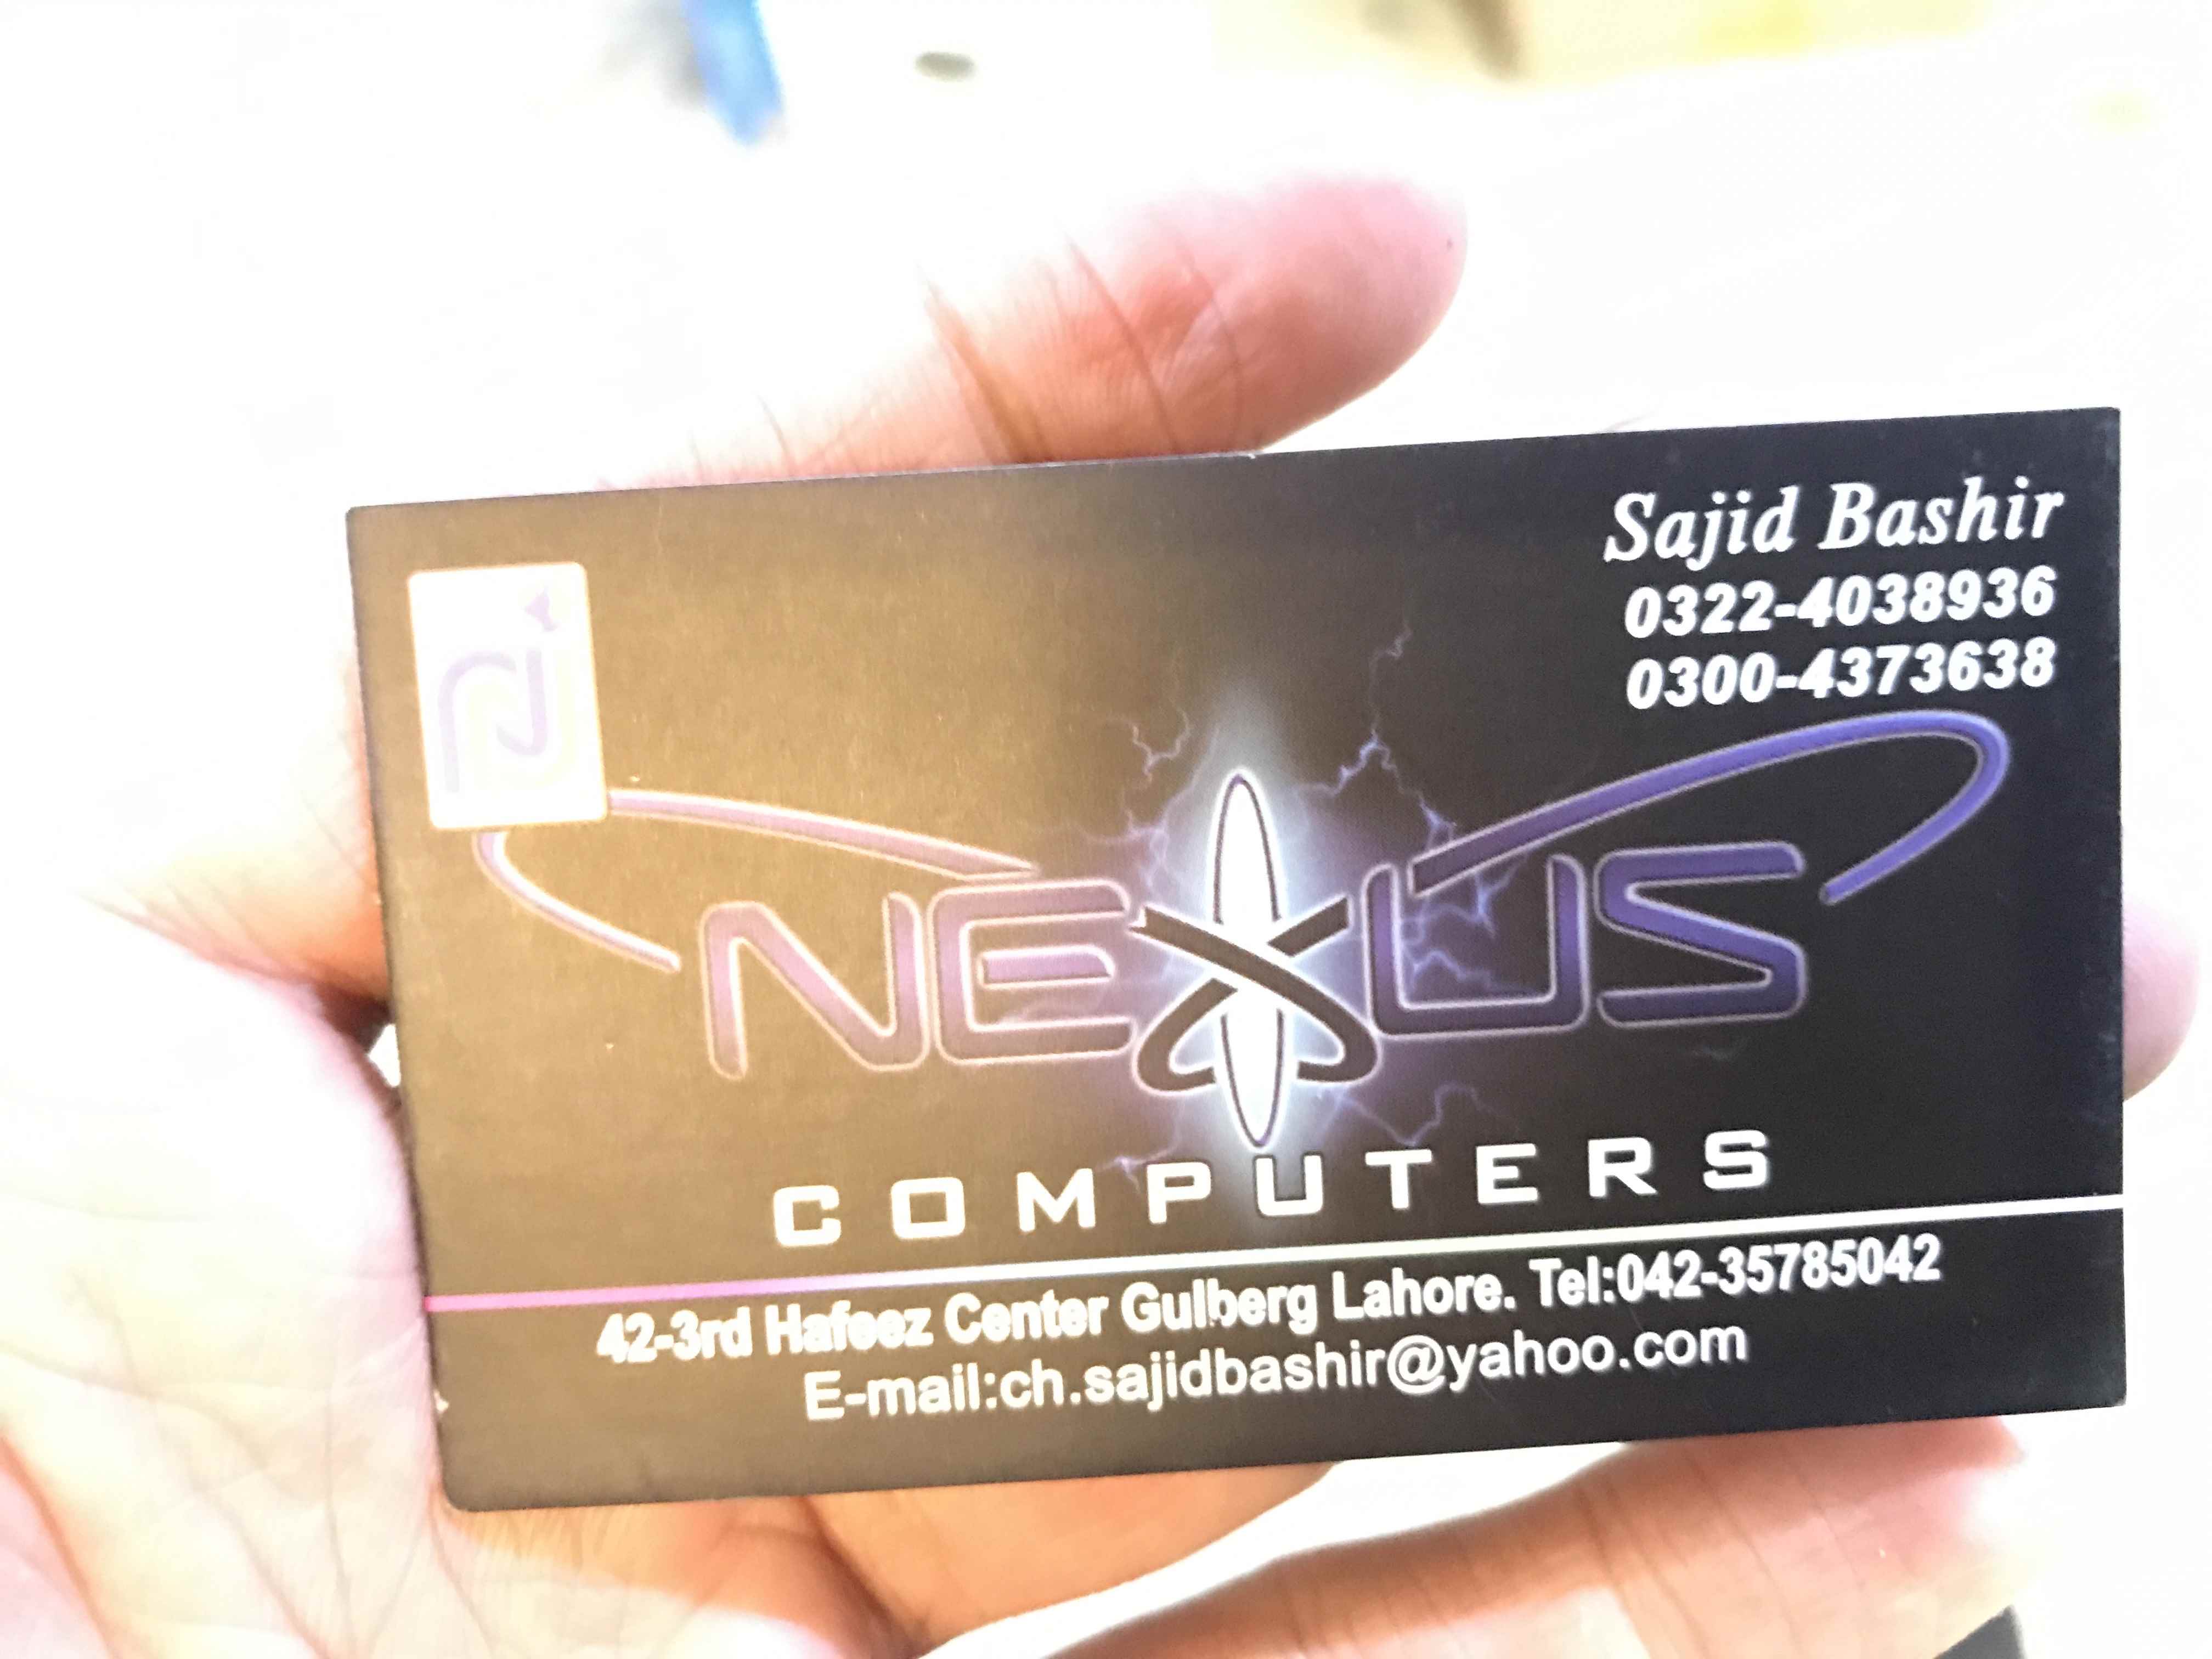 Sajid Bashir
0322-4038936
0300-4373638
NEXUS
COMPUTERS
42-3rd Hafeez Center Gulberg Lahore. Tel:042-35785042
E-mail:ch.sajidbashir@yahoo.com